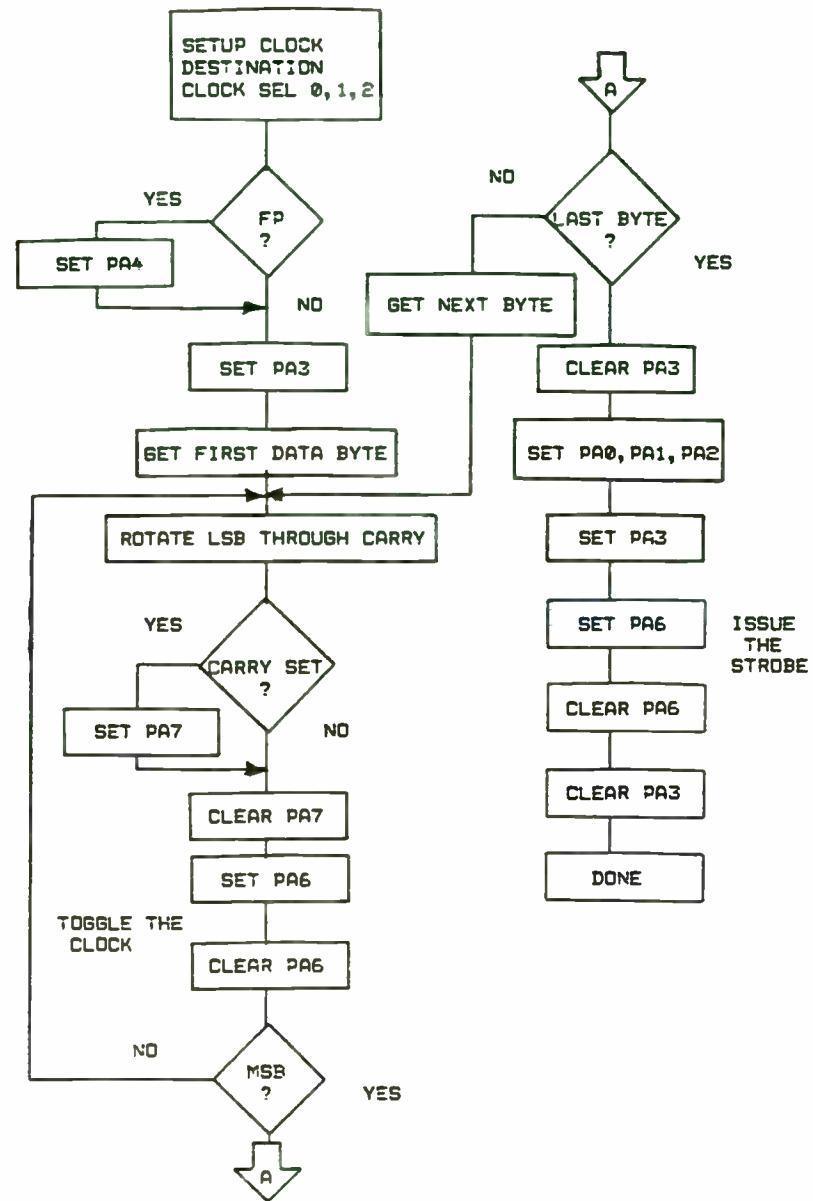 SETUP CLOCK
DESTINATION
CLOCK SEL 0,1,2
YES
FP
?
SET PA4
NO
SET PA3
GET FIRST DATA BYTE
ROTATE LSB THROUGH CARRY
YES
CARRY SET
?
SET PA7
NO
CLEAR PA7
SET PA6
TOGGLE THE
CLOCK
CLEAR PA6
NO
MSB
?
YES
A
A
NO
LAST BYTE
?
YES
GET NEXT BYTE
CLEAR PA3
SET PA0,PA1,PA2
SET PA3
SET PA6
ISSUE
THE
STROBE
CLEAR PA6
CLEAR PA3
DONE